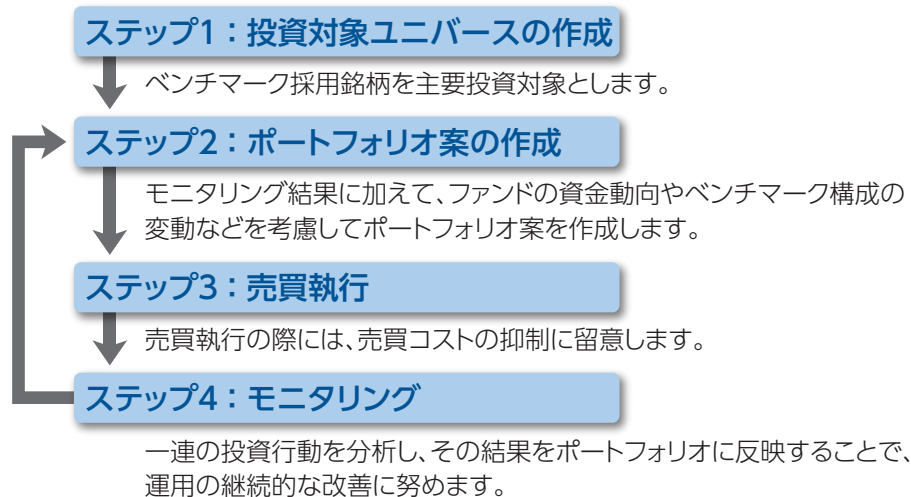 ステップ1：投資対象ユニバースの作成
ベンチマーク採用銘柄を主要投資対象とします。
ステップ2：ポートフォリオ案の作成
モニタリング結果に加えて、ファンドの資金動向やベンチマーク構成の
変動などを考慮してポートフォリオ案を作成します。
ステップ3：売買執行
売買執行の際には、売買コストの抑制に留意します。
ステップ4：モニタリング
一連の投資行動を分析し、その結果をポートフォリオに反映することで、
運用の継続的な改善に努めます。